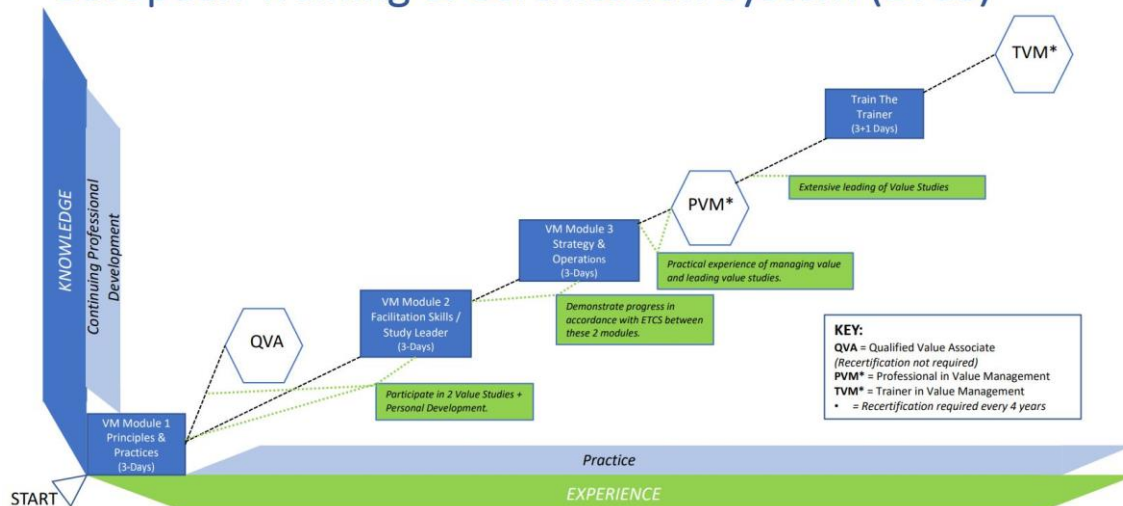 TVM*
Train The
Trainer
(3+1 Days)
Extensive leading of Value Studies
PVM*
VM Module 3
Strategy &
Operations
(3-Days)
Practical experience of managing value
and leading value studies.
VM Module 2
Facilitation Skills /
Study Leader
(3-Days)
Demonstrate progress in
accordance with ETCS between
these 2 modules.
QVA
Participate in 2 Value Studies +
Personal Development.
KNOWLEDGE
Continuing Professional
Development
VM Module 1
Principles &
Practices
(3-Days)
KEY:
QVA = Qualified Value Associate
(Recertification not required)
PVM* = Professional in Value Management
TVM* = Trainer in Value Management
• = Recertification required every 4 years
Practice
EXPERIENCE
START